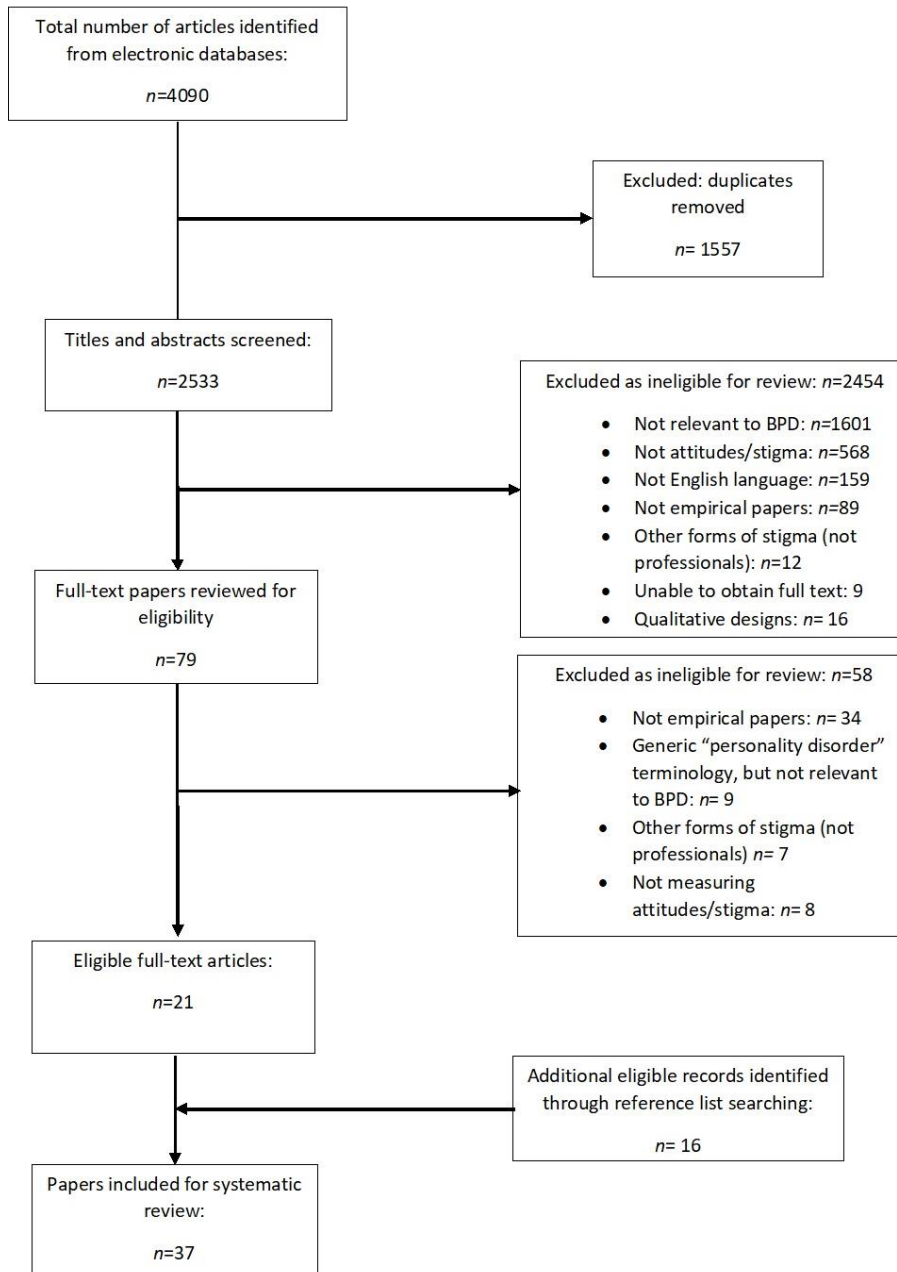 Total number of articles identified
from electronic databases:
n=4090
Excluded: duplicates
removed
n= 1557
Titles and abstracts screened:
n=2533
Excluded as ineligible for review: n=2454
• Not relevant to BPD: n=1601
• Not attitudes/stigma: n=568
• Not English language: n=159
• Not empirical papers: n=89
• Other forms of stigma (not
professionals): n=12
• Unable to obtain full text: 9
• Qualitative designs: n= 16
Full-text papers reviewed for
eligibility
n=79
Excluded as ineligible for review: n=58
• Not empirical papers: n= 34
• Generic “personality disorder”
terminology, but not relevant
to BPD: n= 9
• Other forms of stigma (not
professionals) n= 7
• Not measuring
attitudes/stigma: n= 8
Eligible full-text articles:
n=21
Additional eligible records identified
through reference list searching:
n= 16
Papers included for systematic
review:
n=37